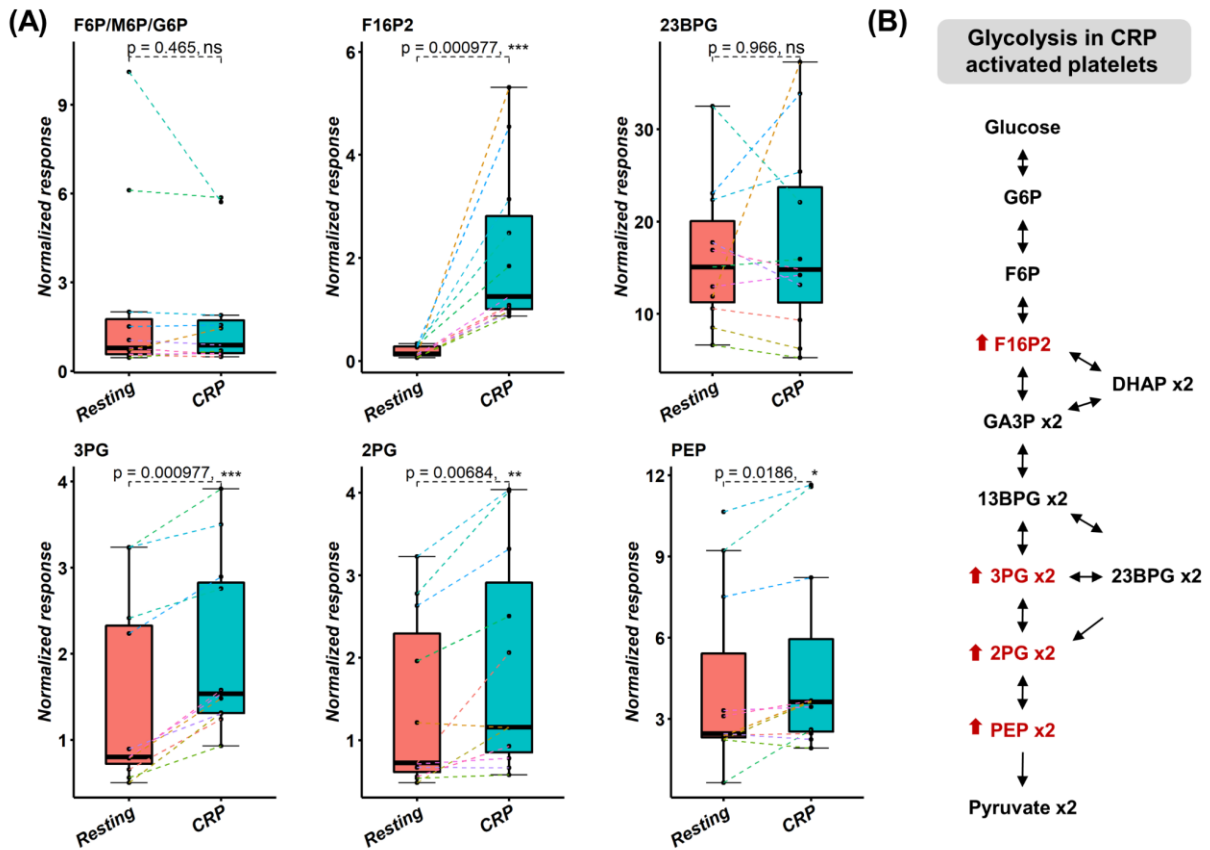 (A)
F6P/M6P/G6P
p = 0.465, ns
Normalized response
9
6
3
0
Resting
CRP
F16P2
p = 0.000977, ***
Normalized response
6
4
2
0
Resting
CRP
23BPG
p = 0.966, ns
Normalized response
30
20
10
0
Resting
CRP
3PG
p = 0.000977, ***
Normalized response
4
3
2
1
Resting
CRP
2PG
p = 0.00684, **
Normalized response
4
3
2
1
Resting
CRP
PEP
p = 0.0186, *
Normalized response
12
9
6
3
Resting
CRP
(B)
Glycolysis in CRP
activated platelets
Glucose
G6P
F6P
F16P2
DHAP x2
GA3P x2
13BPG x2
3PG x2
23BPG x2
2PG x2
PEP x2
Pyruvate x2